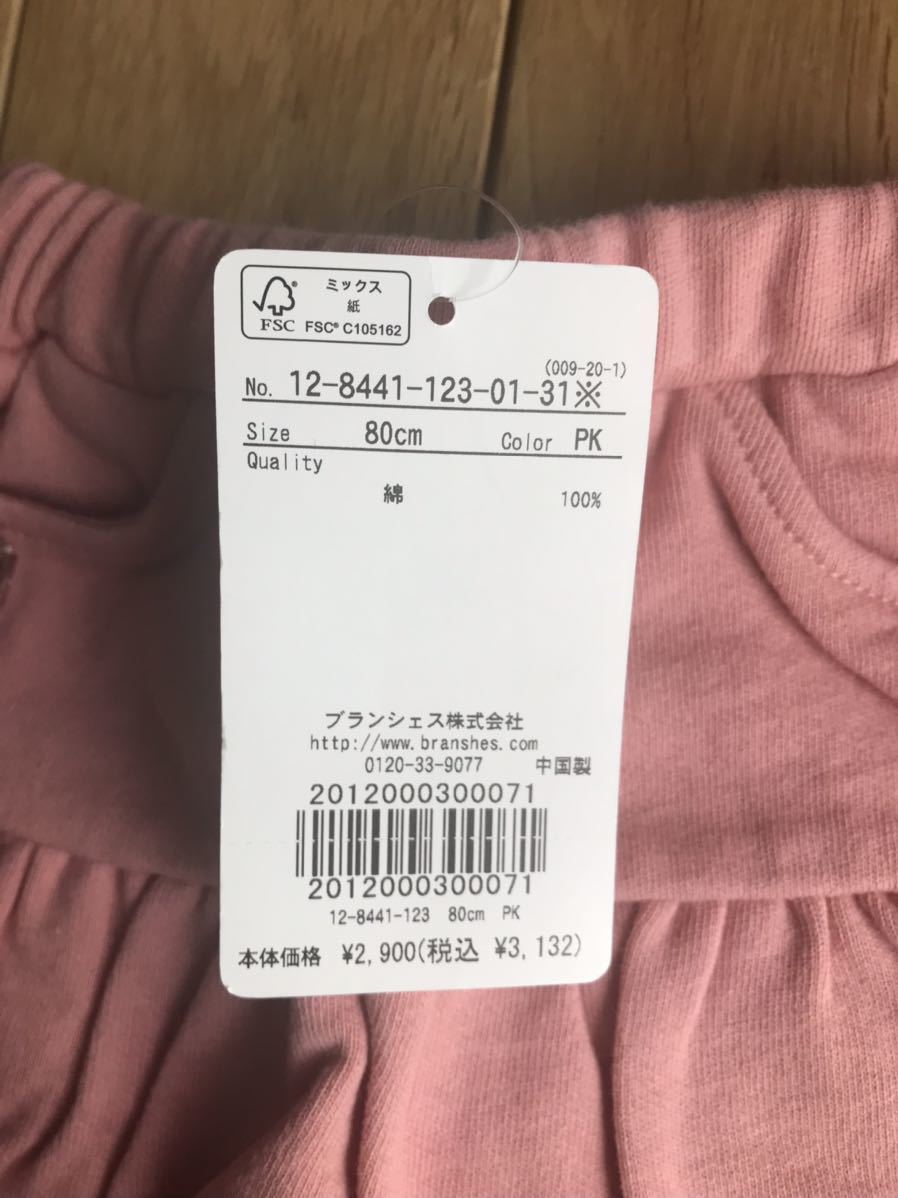 ミックス
紙
FSC® FSC® C105162
(009-20-1)
No. 12-8441-123-01-31※
Size 80cm Color PK
Quality
綿 100%
ブランシェス株式会社
http://www.branshes.com
0120-33-9077 中国製
2012000300071
2012000300071
12-8441-123 80cm PK
本体価格 ¥2,900(税込 ¥3,132)